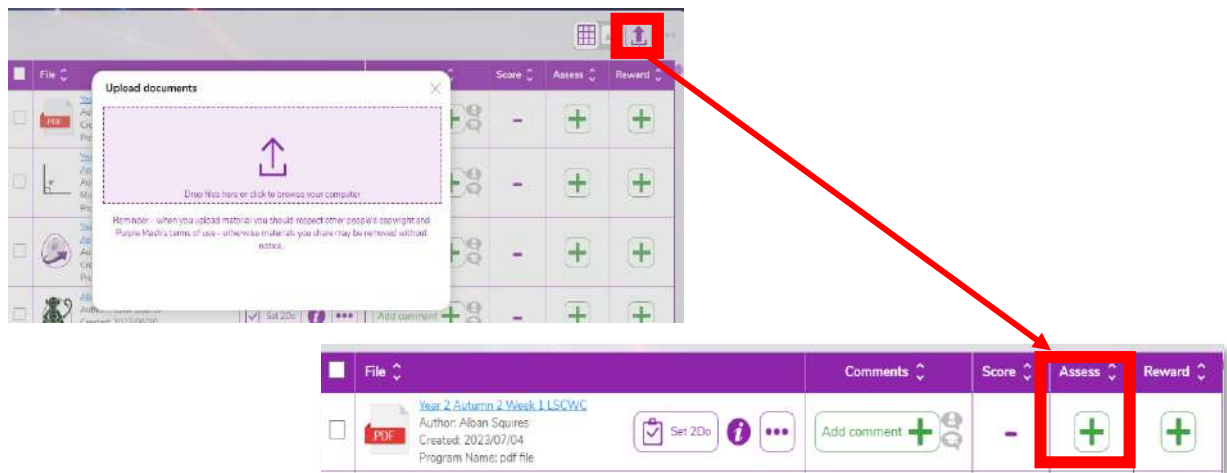 File Score Assess Reward
Upload documents
PDF
Drop files here or click to browse your computer
Reminder - when you upload material you should respect other people's copyright and
Purple Mash's terms of use - otherwise materials you share may be removed without
notice.
Set 2Do Add comment
File Comments Score Assess Reward
Year 2 Autumn 2 Week 1 LSCWC
Author: Alban Squires
Created: 2023/07/04
Program Name: pdf file
PDF
Set 2Do
Add comment